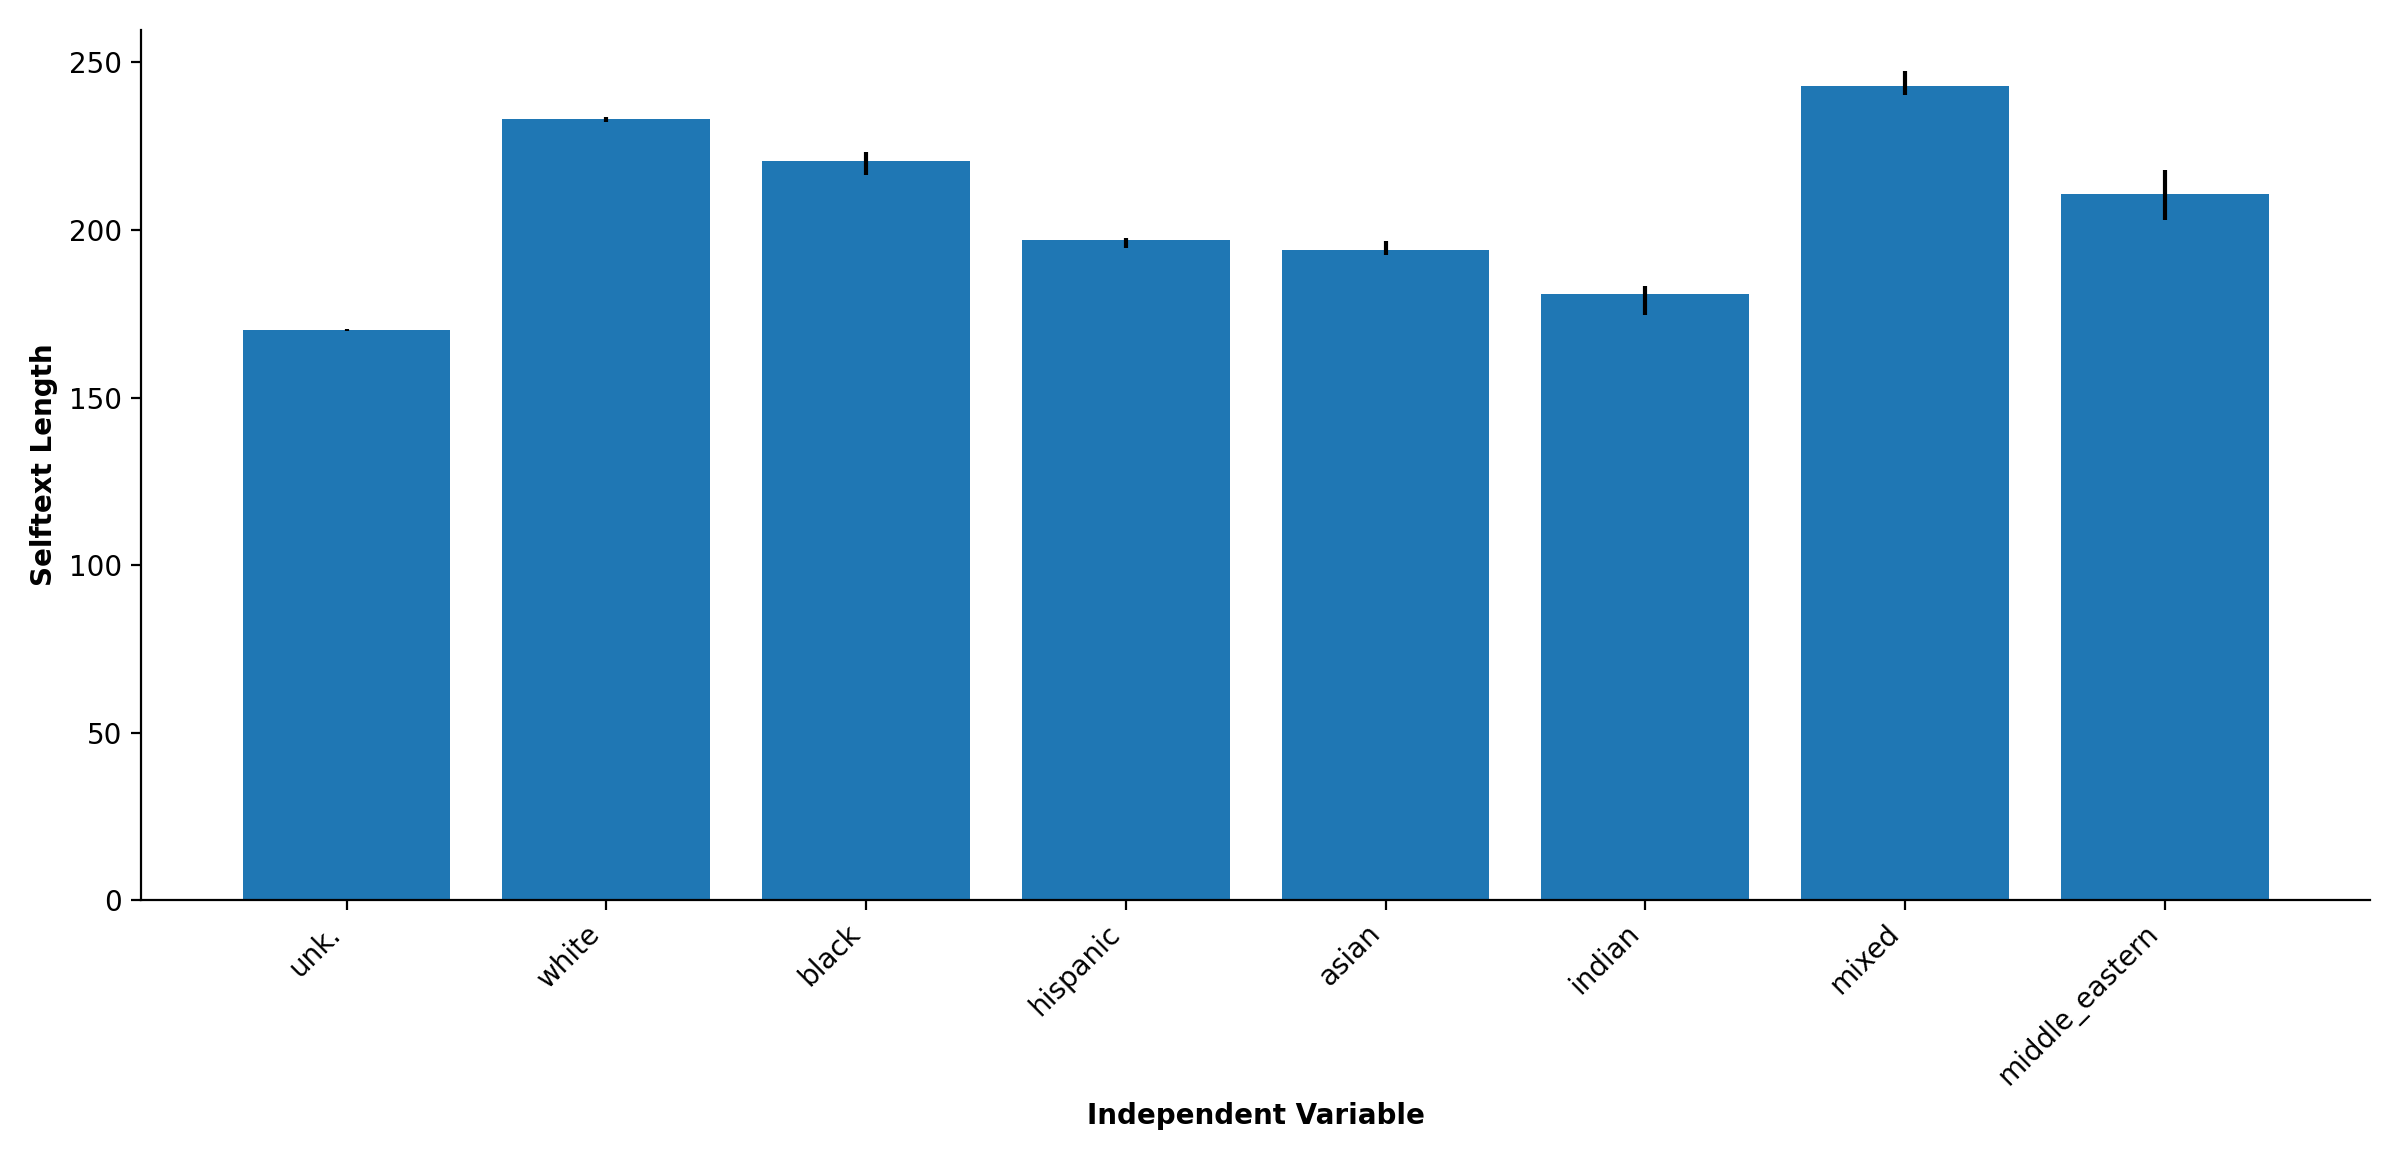 250
200
150
100
50
0
Selftext Length
unk.
white
black
hispanic
asian
indian
mixed
middle_eastern
Independent Variable